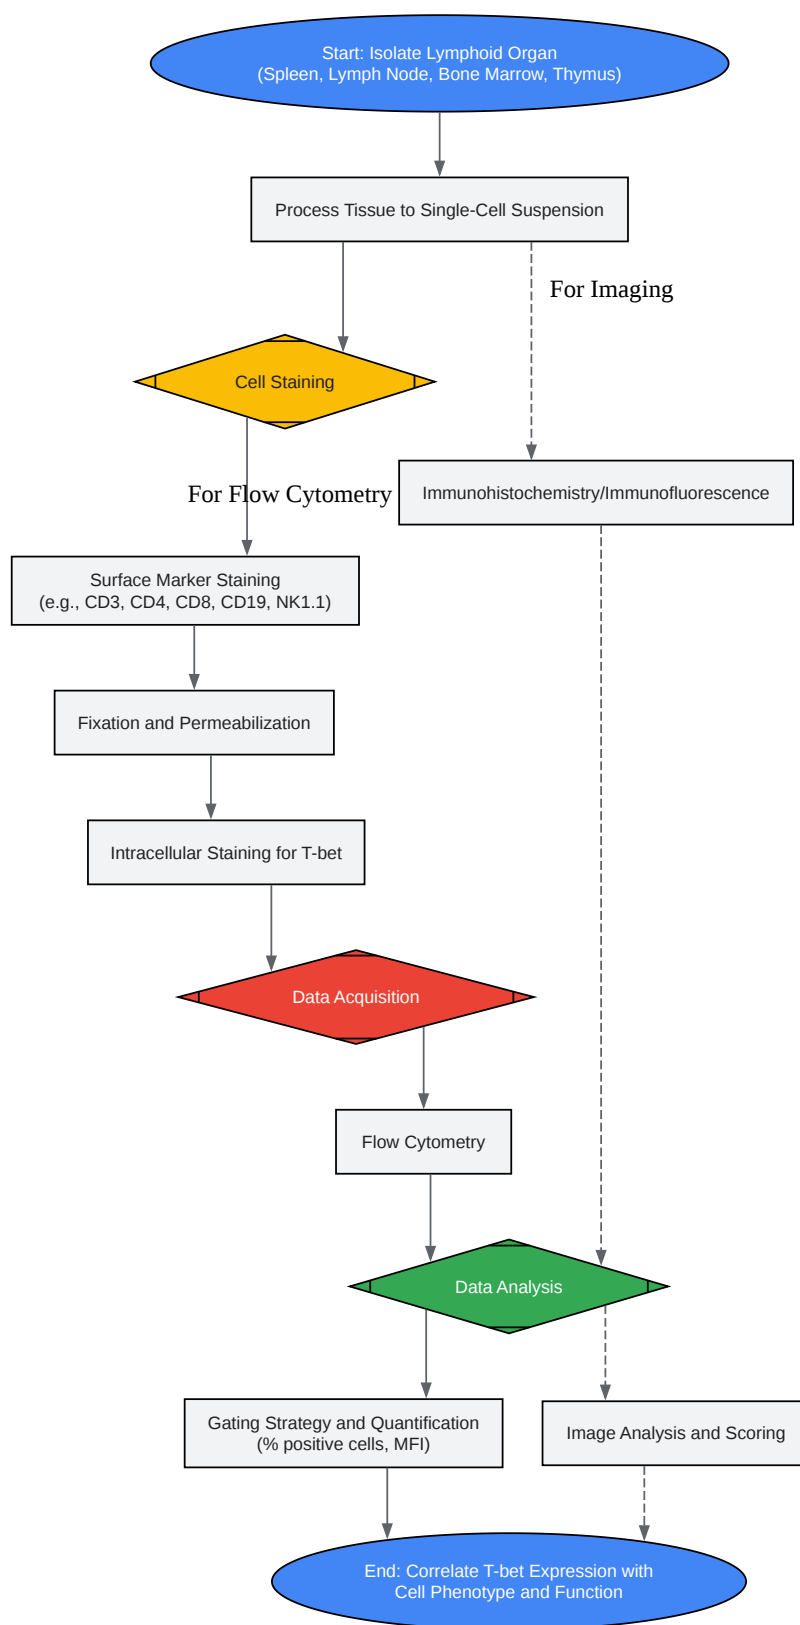 Start: Isolate Lymphoid Organ
(Spleen, Lymph Node, Bone Marrow, Thymus)
Process Tissue to Single-Cell Suspension
For Imaging
Cell Staining
For Flow Cytometry
Immunohistochemistry/Immunofluorescence
Surface Marker Staining
(e.g., CD3, CD4, CD8, CD19, NK1.1)
Fixation and Permeabilization
Intracellular Staining for T-bet
Data Acquisition
Flow Cytometry
Data Analysis
Gating Strategy and Quantification
(% positive cells, MFI)
Image Analysis and Scoring
End: Correlate T-bet Expression with
Cell Phenotype and Function